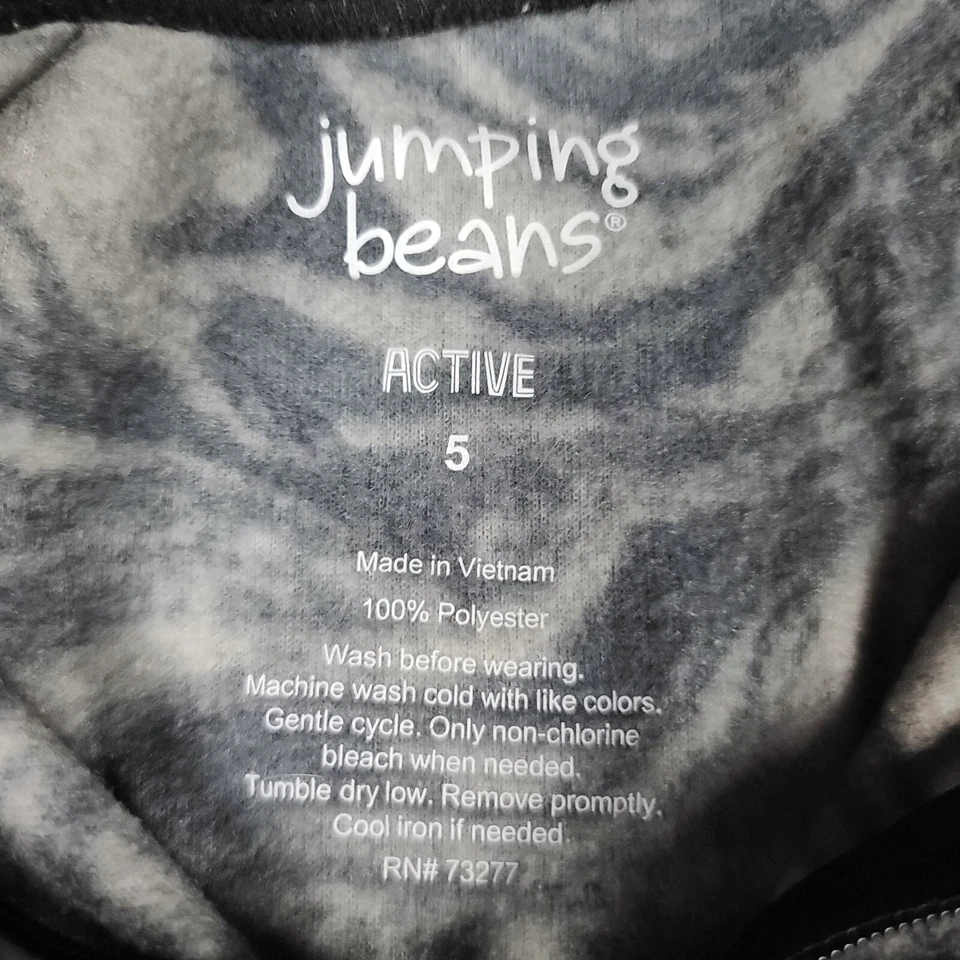 jumping
beans®
ACTIVE
5
Made in Vietnam
100% Polyester
Wash before wearing.
Machine wash cold with like colors.
Gentle cycle. Only non-chlorine
bleach when needed.
Tumble dry low. Remove promptly.
Cool iron if needed.
RN# 73277